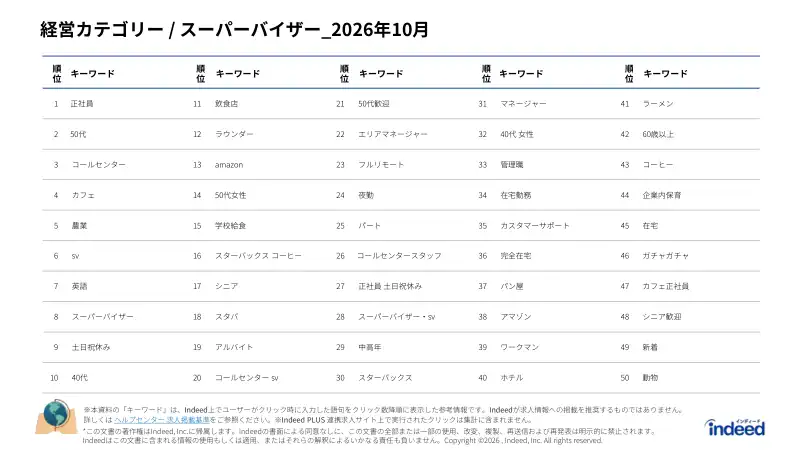 経営カテゴリー / スーパーバイザー_2026年10月
順位 キーワード 順位 キーワード 順位 キーワード 順位 キーワード 順位 キーワード
1 正社員 11 飲食店 21 50代歓迎 31 マネージャー 41 ラーメン
2 50代 12 ラウンダー 22 エリアマネージャー 32 40代 女性 42 60歳以上
3 コールセンター 13 amazon 23 フルリモート 33 管理職 43 コーヒー
4 カフェ 14 50代女性 24 夜勤 34 在宅勤務 44 企業内保育
5 農業 15 学校給食 25 パート 35 カスタマーサポート 45 在宅
6 sv 16 スターバックス コーヒー 26 コールセンタースタッフ 36 完全在宅 46 ガチャガチャ
7 英語 17 シニア 27 正社員 土日祝休み 37 パン屋 47 カフェ正社員
8 スーパーバイザー 18 スタバ 28 スーパーバイザー・sv 38 アマゾン 48 シニア歓迎
9 土日祝休み 19 アルバイト 29 中高年 39 ワークマン 49 新着
10 40代 20 コールセンター sv 30 スターバックス 40 ホテル 50 動物
※本資料の「キーワード」は、Indeed上でユーザーがクリック時に入力した語句をクリック数降順に表示した参考情報です。Indeedが求人情報への掲載を推奨するものではありません。
詳しくは ヘルプセンター 求人掲載基準をご参照ください。※Indeed PLUS 連携求人サイト上で実行されたクリックは集計に含まれません。
*この文書の著作権はIndeed, Inc.に帰属します。Indeedの書面による同意なしに、この文書の全部または一部の使用、改変、複製、再送信および再発表は明示的に禁止されます。
Indeedはこの文書に含まれる情報の使用もしくは適用、またはそれらの解釈によるいかなる責任も負いません。Copyright ©2026 , Indeed, Inc. All rights reserved.
インディード
indeed